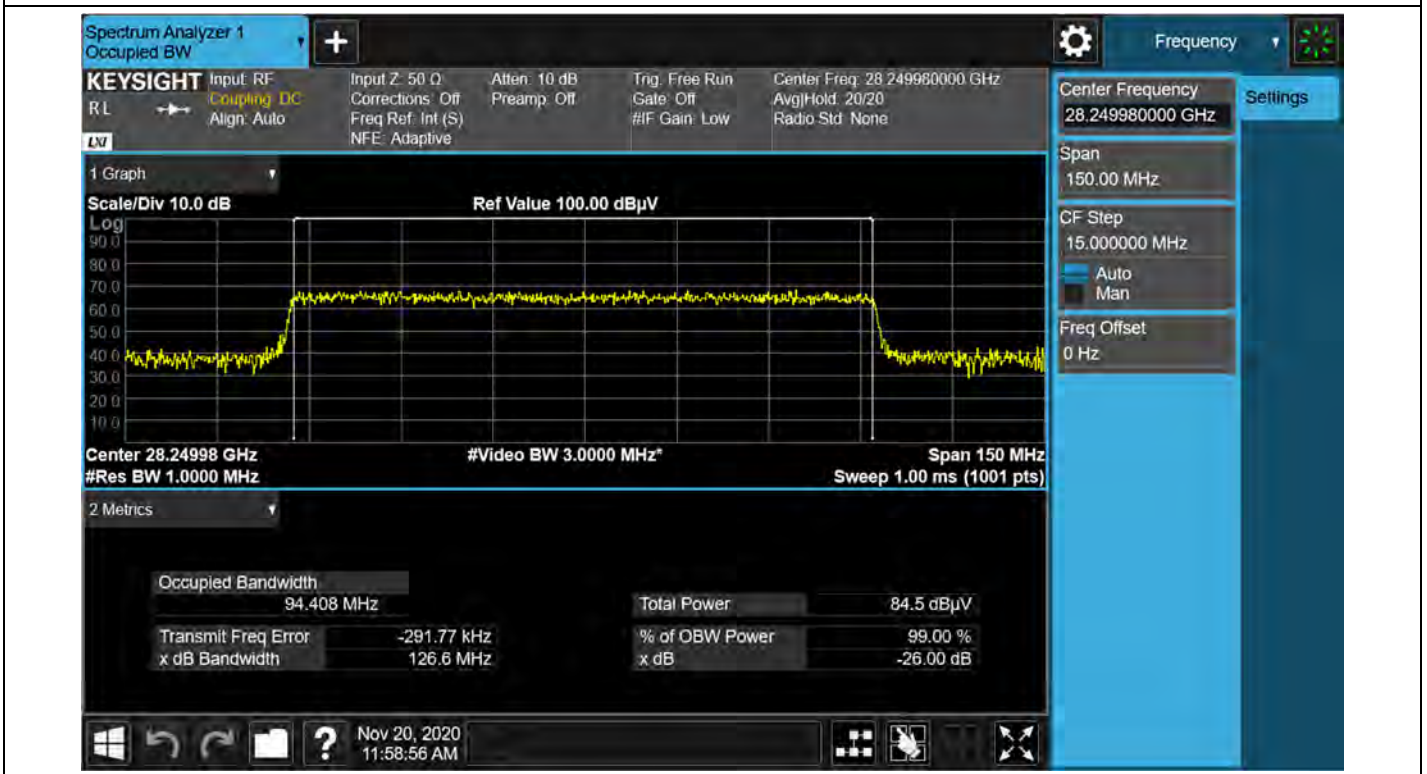 Spectrum Analyzer 1
Occupied BW
+
Frequency
KEYSIGHT
R L
LXI
Input: RF
Coupling: DC
Align: Auto
Input Z: 50 Ω
Corrections: Off
Freq Ref: Int (S)
NFE: Adaptive
Atten: 10 dB
Preamp: Off
Trig: Free Run
Gate: Off
#IF Gain: Low
Center Freq: 28.249980000 GHz
Avg|Hold: 20/20
Radio Std: None
Center Frequency
28.249980000 GHz
Settings
Span
150.00 MHz
CF Step
15.000000 MHz
Auto
Man
Freq Offset
0 Hz
1 Graph
Scale/Div 10.0 dB
Ref Value 100.00 dBµV
Log
90.0
80.0
70.0
60.0
50.0
40.0
30.0
20.0
10.0
Center 28.24998 GHz
#Video BW 3.0000 MHz*
Span 150 MHz
#Res BW 1.0000 MHz
Sweep 1.00 ms (1001 pts)
2 Metrics
Occupied Bandwidth
94.408 MHz
Total Power 84.5 dBµV
Transmit Freq Error -291.77 kHz
% of OBW Power 99.00 %
x dB Bandwidth 126.6 MHz
x dB -26.00 dB
?
Nov 20, 2020
11:58:56 AM